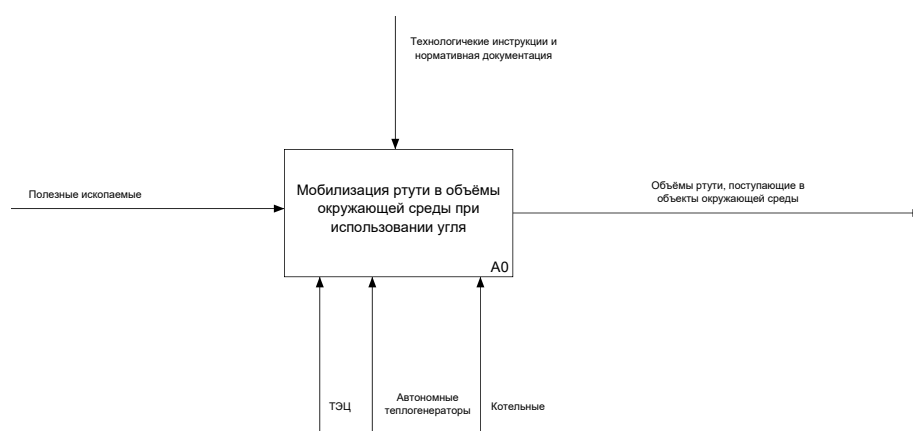 Технологичекие инструкции и
нормативная документация
Полезные ископаемые
Мобилизация ртути в объёмы
окружающей среды при
использовании угля
A0
Объёмы ртути, поступающие в
объекты окружающей среды
ТЭЦ
Автономные
теплогенераторы
Котельные